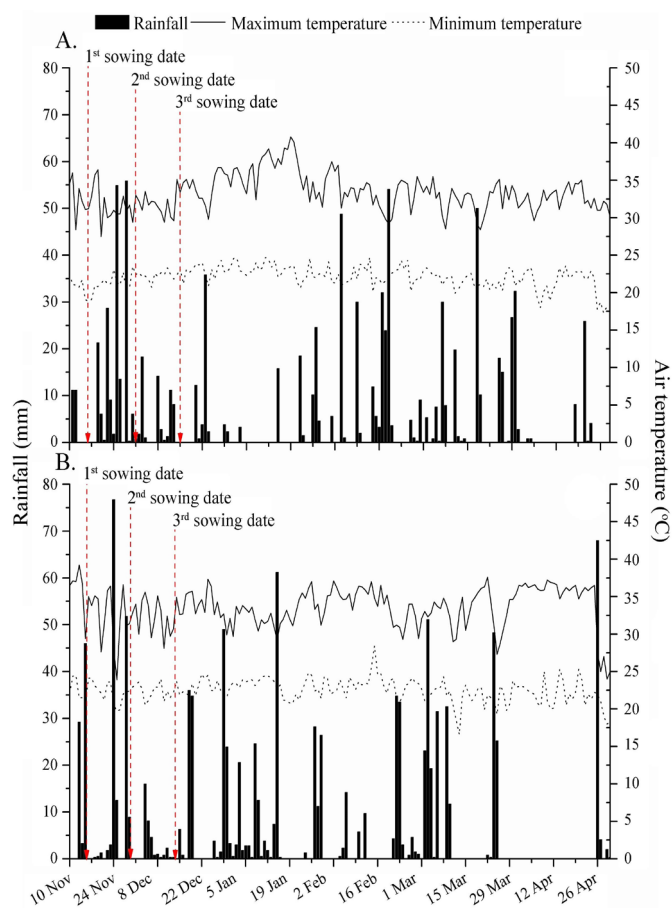 Rainfall Maximum temperature Minimum temperature
A.
1st sowing date
2nd sowing date
3rd sowing date
80
70
60
50
40
30
20
10
0
50
45
40
35
30
25
20
15
10
5
0
B.
1st sowing date
2nd sowing date
3rd sowing date
80
70
60
50
40
30
20
10
0
50
45
40
35
30
25
20
15
10
5
0
Rainfall (mm)
Air temperature (°C)
10 Nov
24 Nov
8 Dec
22 Dec
5 Jan
19 Jan
2 Feb
16 Feb
1 Mar
15 Mar
29 Mar
12 Apr
26 Apr